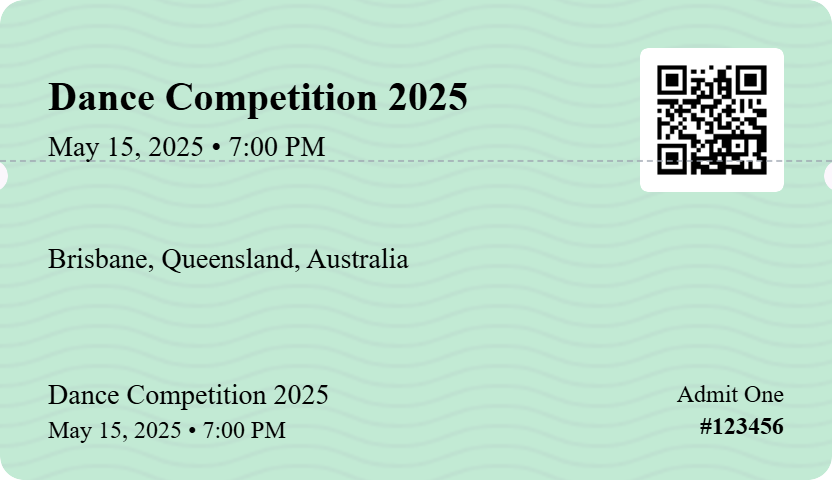 Dance Competition 2025
May 15, 2025 • 7:00 PM
Brisbane, Queensland, Australia
Dance Competition 2025
May 15, 2025 • 7:00 PM
Admit One
#123456